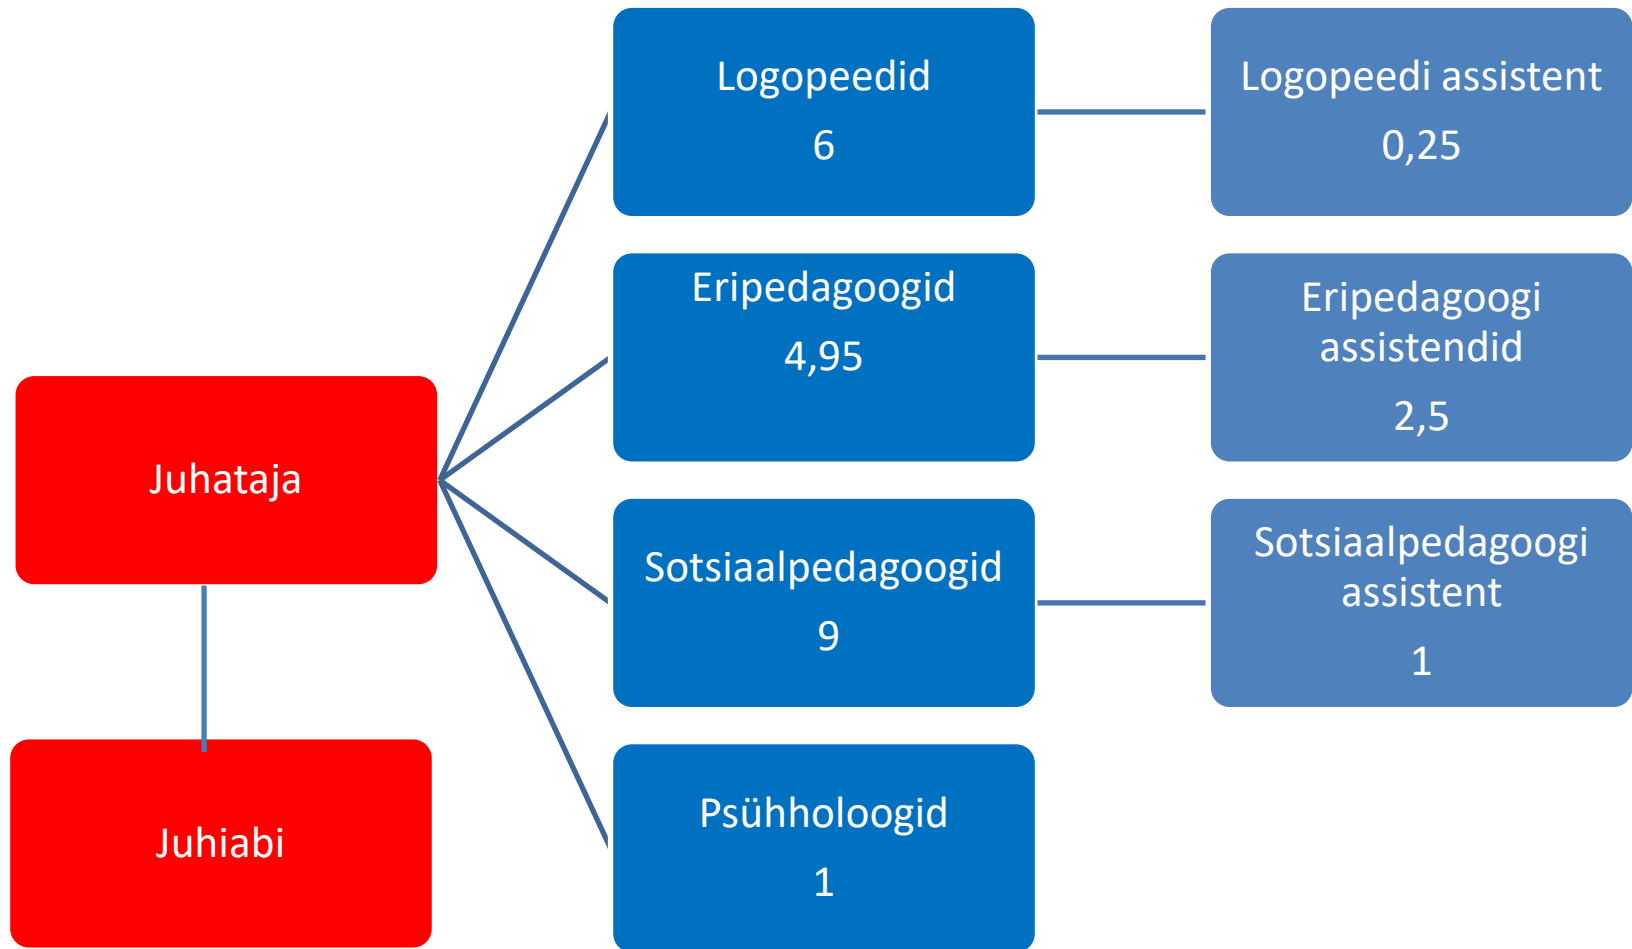 Juhataja
Juhiabi
Logopeedid
6
Logopeedi assistent
0,25
Eripedagoogid
4,95
Eripedagoogi
assistendid
2,5
Sotsiaalpedagoogid
9
Sotsiaalpedagoogi
assistent
1
Psühholoogid
1